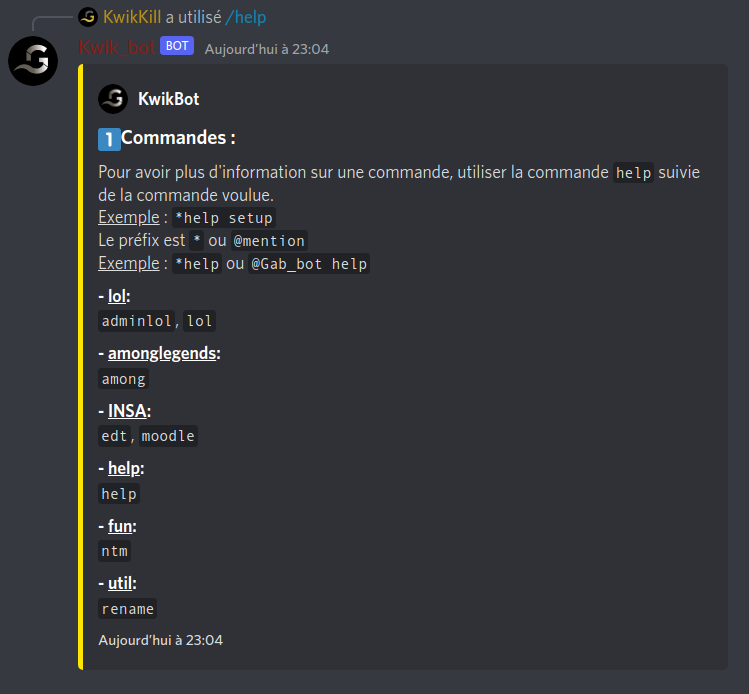 KwikKill a utilisé /help
Kwik_bot BOT Aujourd'hui à 23:04
KwikBot
1 Commandes :
Pour avoir plus d'information sur une commande, utiliser la commande help suivie
de la commande voulue.
Exemple : *help setup
Le préfix est * ou @mention
Exemple : *help ou @Gab_bot help
- lol:
adminlol, lol
- amonglegends:
among
- INSA:
edt, moodle
- help:
help
- fun:
ntm
- util:
rename
Aujourd'hui à 23:04